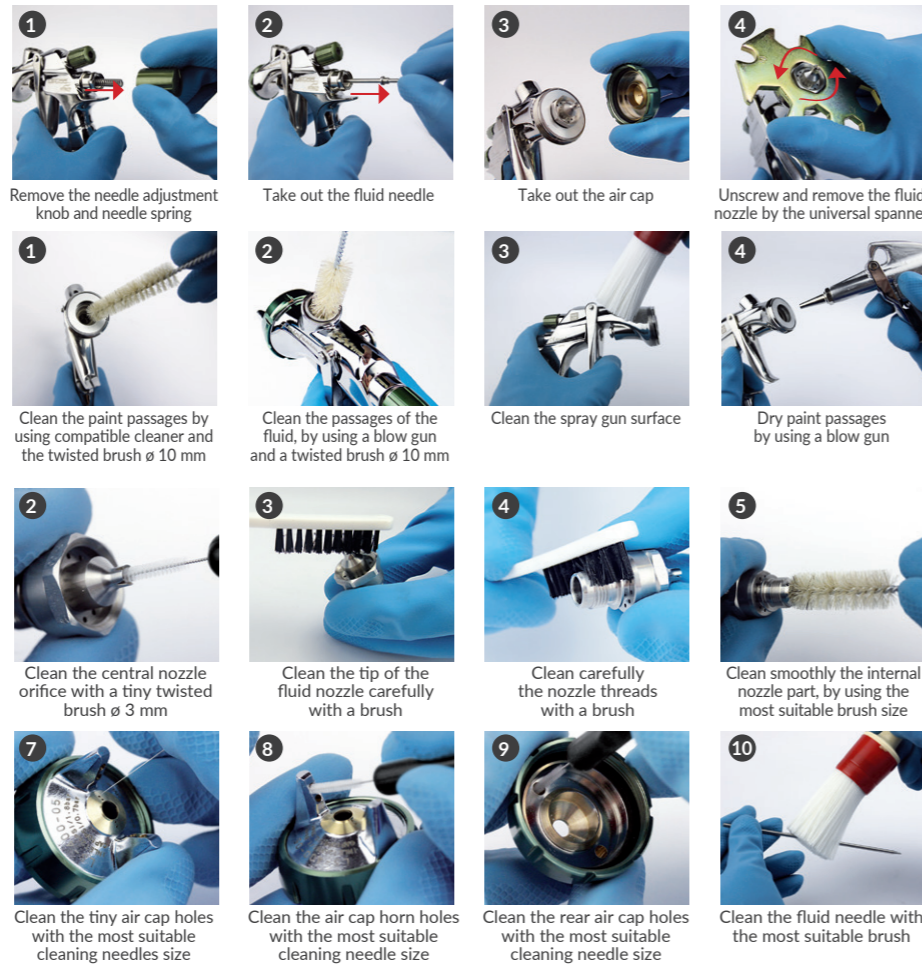 1
2
3
4
Remove the needle adjustment
knob and needle spring
Take out the fluid needle
Take out the air cap
Unscrew and remove the fluid
nozzle by the universal spanne
1
2
3
4
Clean the paint passages by
using compatible cleaner and
the twisted brush ø 10 mm
Clean the passages of the
fluid, by using a blow gun
and a twisted brush ø 10 mm
Clean the spray gun surface
Dry paint passages
by using a blow gun
2
3
4
5
Clean the central nozzle
orifice with a tiny twisted
brush ø 3 mm
Clean the tip of the
fluid nozzle carefully
with a brush
Clean carefully
the nozzle threads
with a brush
Clean smoothly the internal
nozzle part, by using the
most suitable brush size
7
8
9
10
Clean the tiny air cap holes
with the most suitable
cleaning needles size
Clean the air cap horn holes
with the most suitable
cleaning needle size
Clean the rear air cap holes
with the most suitable
cleaning needle size
Clean the fluid needle with
the most suitable brush